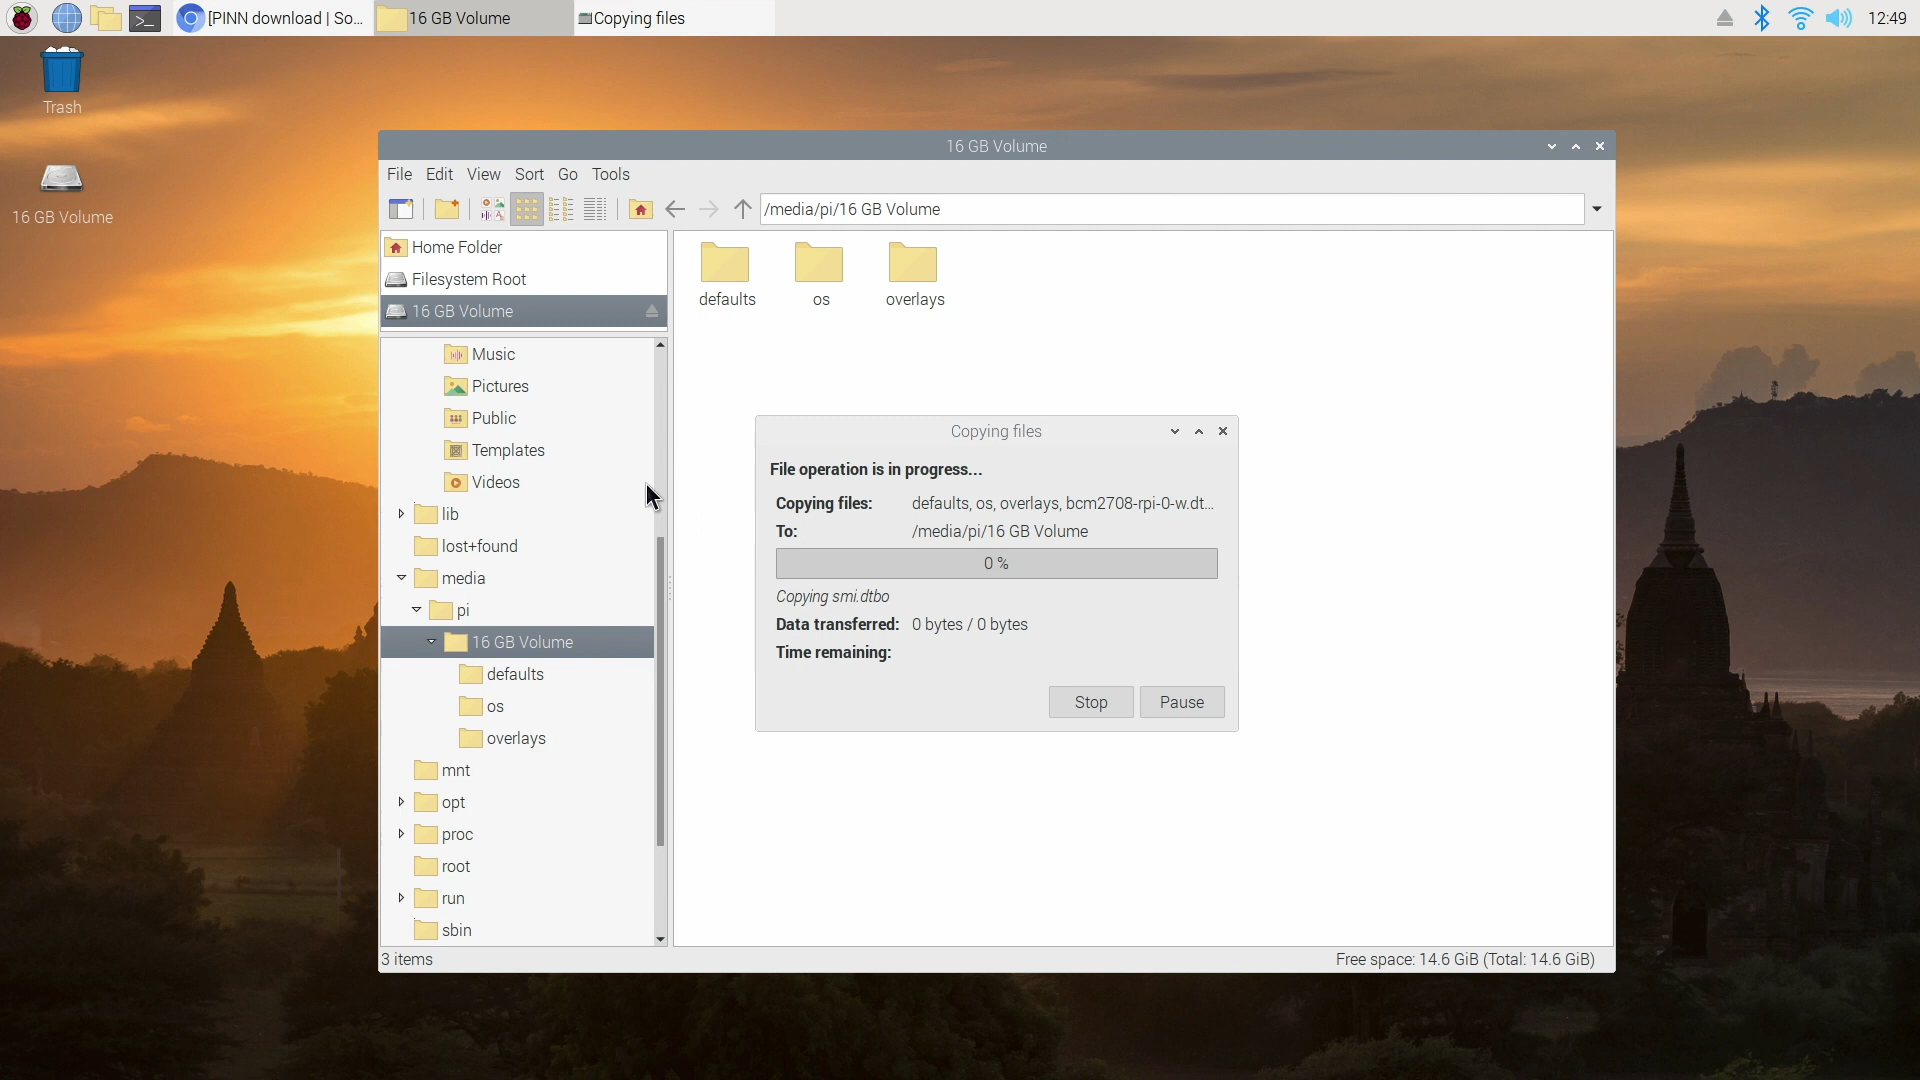 [PINN download | So...
16 GB Volume
Copying files
12:49
Trash
16 GB Volume
16 GB Volume
File Edit View Sort Go Tools
/media/pi/16 GB Volume
Home Folder
Filesystem Root
16 GB Volume
Music
Pictures
Public
Templates
Videos
lib
lost+found
media
pi
16 GB Volume
defaults
os
overlays
mnt
opt
proc
root
run
sbin
defaults
os
overlays
Copying files
File operation is in progress...
Copying files: defaults, os, overlays, bcm2708-rpi-0-w.dt...
To: /media/pi/16 GB Volume
0 %
Copying smi.dtbo
Data transferred: 0 bytes / 0 bytes
Time remaining:
Stop
Pause
3 items
Free space: 14.6 GiB (Total: 14.6 GiB)